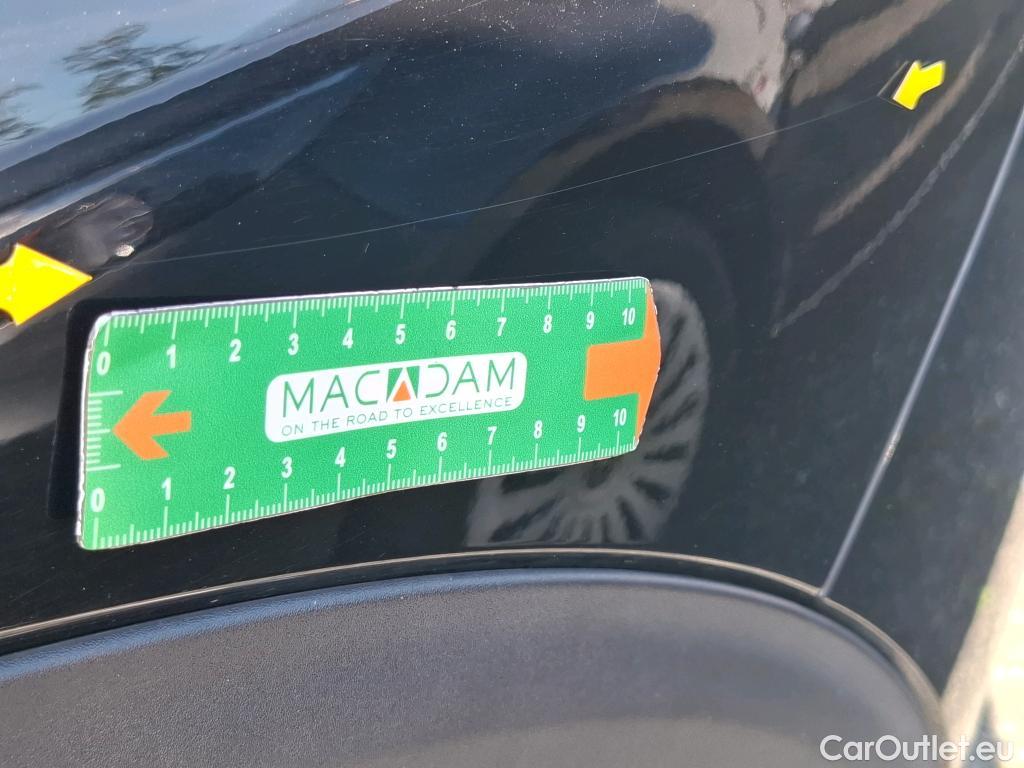 0 1 2 3 4 5 6 7 8 9 10
MACADAM
ON THE ROAD TO EXCELLENCE
0 1 2 3 4 5 6 7 8 9 10
CarOutlet.eu